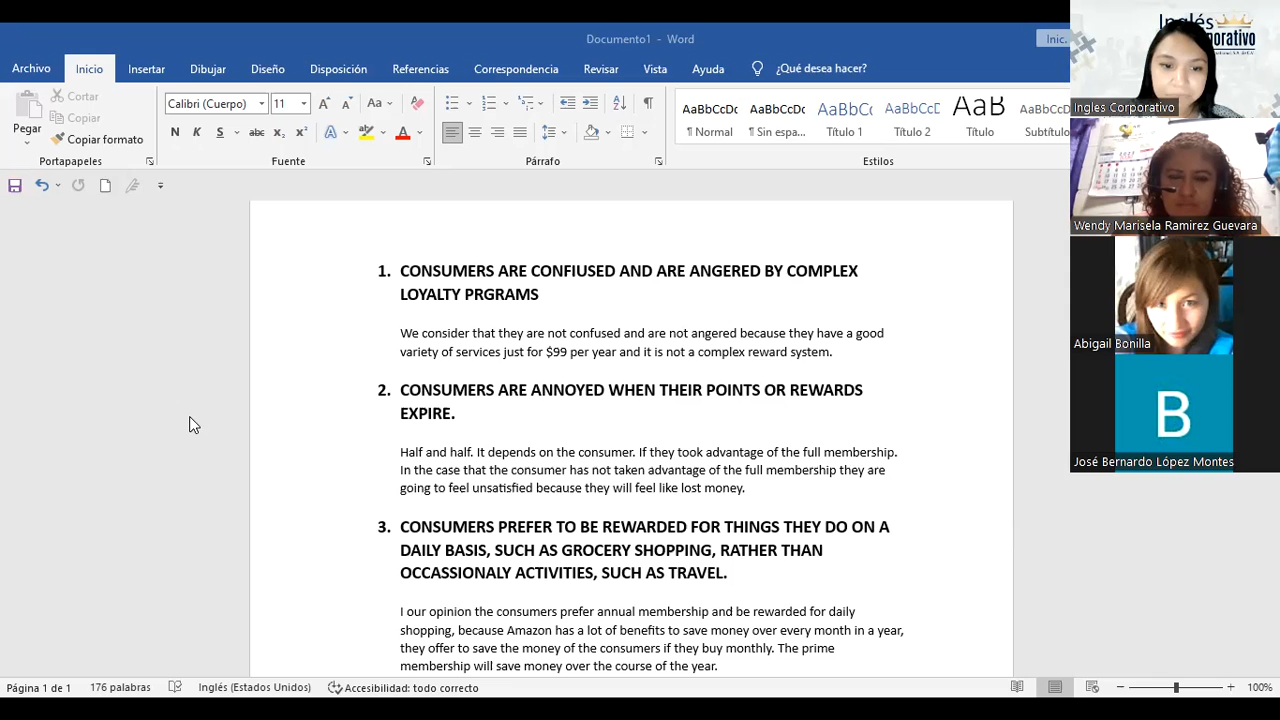 Documento1 - Word
Inic.
Archivo Inicio Insertar Dibujar Diseño Disposición Referencias Correspondencia Revisar Vista Ayuda ¿Qué desea hacer?
Pegar
Cortar
Copiar
Copiar formato
Portapapeles
Calibri (Cuerpo) 11
N K S abc x₂ x²
Fuente
Párrafo
AaBbCcDc AaBbCcDc AaBbCcD AaBbCcD AaB AaBbCcD
¶ Normal ¶ Sin espa... Título 1 Título 2 Título Subtítulo
Estilos
1. CONSUMERS ARE CONFIUSED AND ARE ANGERED BY COMPLEX
LOYALTY PRGRAMS
We consider that they are not confused and are not angered because they have a good
variety of services just for $99 per year and it is not a complex reward system.
2. CONSUMERS ARE ANNOYED WHEN THEIR POINTS OR REWARDS
EXPIRE.
Half and half. It depends on the consumer. If they took advantage of the full membership.
In the case that the consumer has not taken advantage of the full membership they are
going to feel unsatisfied because they will feel like lost money.
3. CONSUMERS PREFER TO BE REWARDED FOR THINGS THEY DO ON A
DAILY BASIS, SUCH AS GROCERY SHOPPING, RATHER THAN
OCCASSIONALY ACTIVITIES, SUCH AS TRAVEL.
I our opinion the consumers prefer annual membership and be rewarded for daily
shopping, because Amazon has a lot of benefits to save money over every month in a year,
they offer to save the money of the consumers if they buy monthly. The prime
membership will save money over the course of the year.
Página 1 de 1 176 palabras Inglés (Estados Unidos) Accesibilidad: todo correcto 100%
Inglés
Ingles Corporativo
Wendy Marisela Ramirez Guevara
Abigail Bonilla
B
José Bernardo López Montes